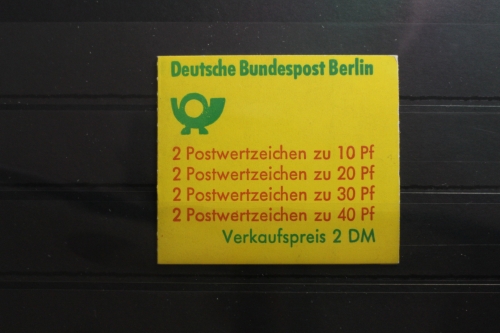 Deutsche Bundespost Berlin
2 Postwertzeichen zu 10 Pf
2 Postwertzeichen zu 20 Pf
2 Postwertzeichen zu 30 Pf
2 Postwertzeichen zu 40 Pf
Verkaufspreis 2 DM